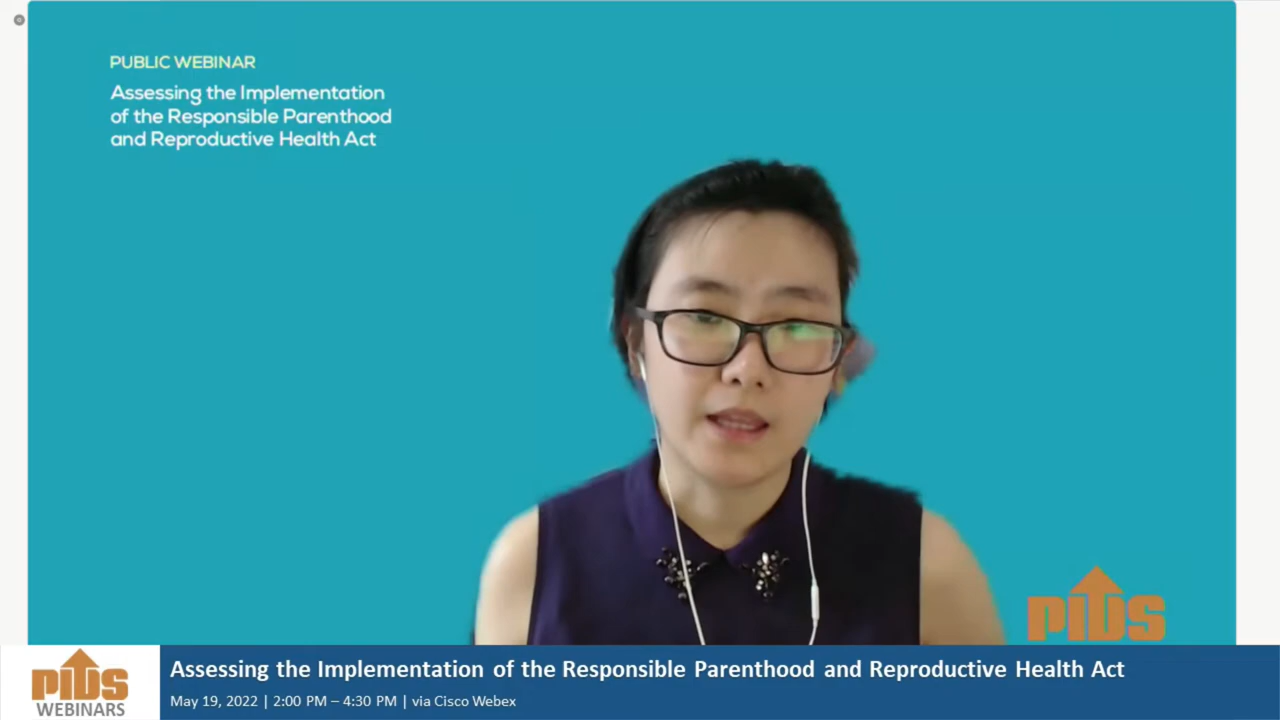 PUBLIC WEBINAR
Assessing the Implementation
of the Responsible Parenthood
and Reproductive Health Act
PIDS
PIDS
WEBINARS
Assessing the Implementation of the Responsible Parenthood and Reproductive Health Act
May 19, 2022 | 2:00 PM – 4:30 PM | via Cisco Webex